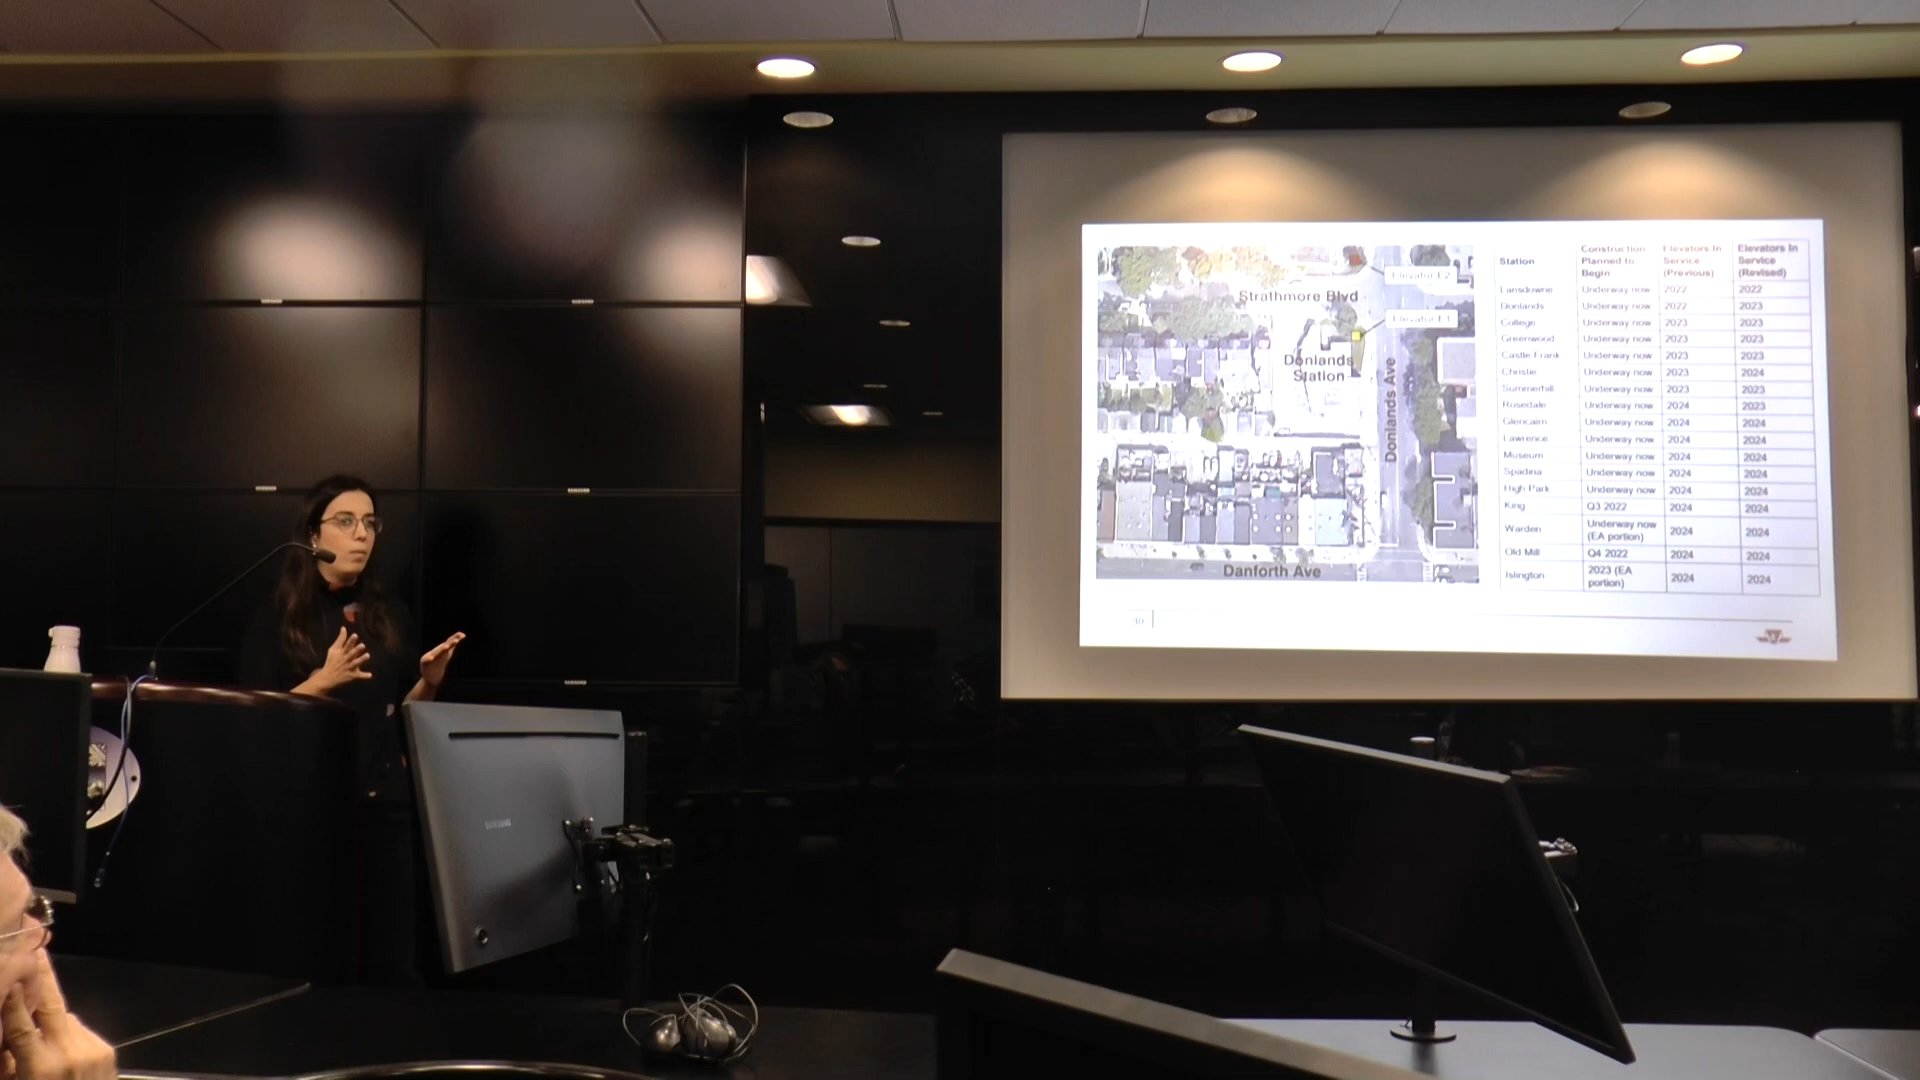 Elevator E2
Strathmore Blvd
Elevator E1
Donlands
Station
Donlands Ave
Danforth Ave
Station | Construction Planned to Begin | Elevators In Service (Previous) | Elevators In Service (Revised)
Lansdowne | Underway now | 2022 | 2022
Donlands | Underway now | 2022 | 2023
College | Underway now | 2023 | 2023
Greenwood | Underway now | 2023 | 2023
Castle Frank | Underway now | 2023 | 2023
Christie | Underway now | 2023 | 2024
Summerhill | Underway now | 2023 | 2023
Rosedale | Underway now | 2024 | 2023
Glencairn | Underway now | 2024 | 2024
Lawrence | Underway now | 2024 | 2024
Museum | Underway now | 2024 | 2024
Spadina | Underway now | 2024 | 2024
High Park | Underway now | 2024 | 2024
King | Q3 2022 | 2024 | 2024
Warden | Underway now (EA portion) | 2024 | 2024
Old Mill | Q4 2022 | 2024 | 2024
Islington | 2023 (EA portion) | 2024 | 2024
10
SAMSUNG